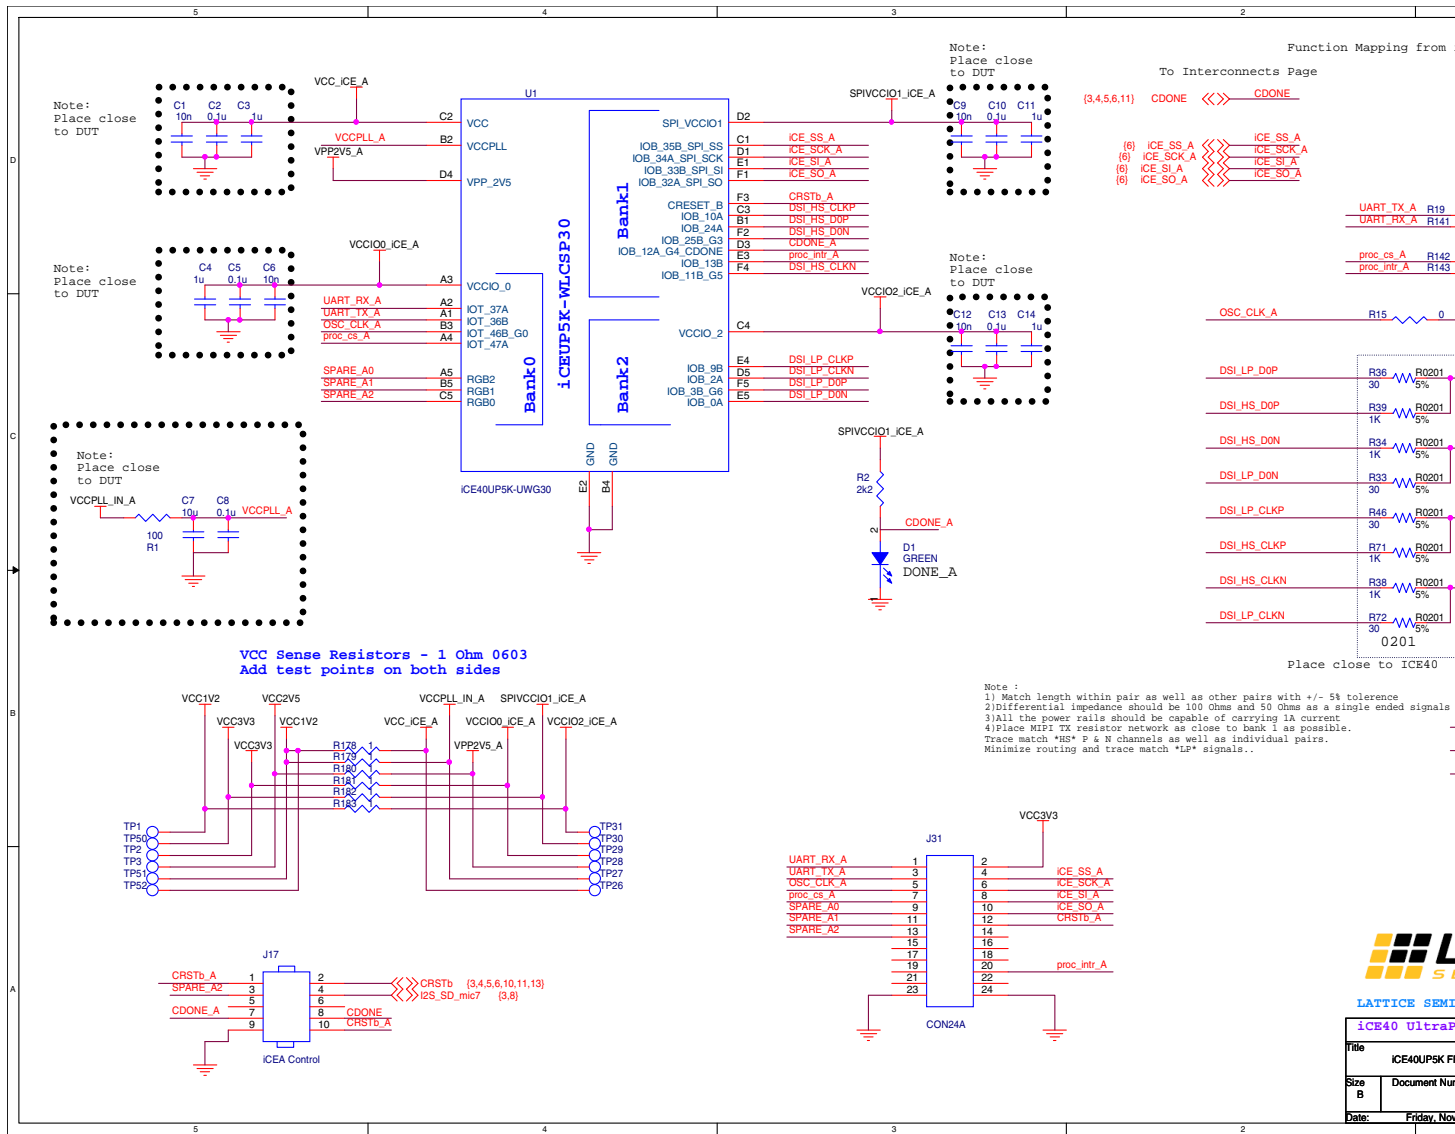 5
4
3
2
Note:
Place close
to DUT
C1
C2
C3
10n
0.1u
1u
VCC_iCE_A
VCCPLL_A
VPP2V5_A
U1
C2
VCC
B2
VCCPLL
D4
VPP_2V5
SPI_VCCIO1
D2
SPIVCCIO1_iCE_A
Note:
Place close
to DUT
C9
C10
C11
10n
0.1u
1u
IOB_35B_SPI_SS
C1
iCE_SS_A
IOB_34A_SPI_SCK
D1
iCE_SCK_A
IOB_33B_SPI_SI
E1
iCE_SI_A
IOB_32A_SPI_SO
F1
iCE_SO_A
CRESET_B
F3
CRSTb_A
IOB_10A
C3
DSI_HS_CLKP
IOB_24A
B1
DSI_HS_D0P
IOB_25B_G3
F2
DSI_HS_D0N
IOB_12A_G4_CDONE
D3
CDONE_A
IOB_13B
E3
proc_intr_A
IOB_11B_G5
F4
DSI_HS_CLKN
Bank1
iCEUP5K-WLCSP30
Function Mapping from
To Interconnects Page
{3,4,5,6,11}
CDONE
CDONE
{6}
iCE_SS_A
iCE_SS_A
{6}
iCE_SCK_A
iCE_SCK_A
{6}
iCE_SI_A
iCE_SI_A
{6}
iCE_SO_A
iCE_SO_A
UART_TX_A
R19
UART_RX_A
R141
proc_cs_A
R142
proc_intr_A
R143
D
Note:
Place close
to DUT
C4
C5
C6
1u
0.1u
10n
VCCIO0_iCE_A
A3
VCCIO_0
UART_RX_A
A2
IOT_37A
UART_TX_A
A1
IOT_36B
OSC_CLK_A
B3
IOT_46B_G0
proc_cs_A
A4
IOT_47A
SPARE_A0
A5
RGB2
SPARE_A1
B5
RGB1
SPARE_A2
C5
RGB0
Bank0
Bank2
VCCIO_2
C4
VCCIO2_iCE_A
Note:
Place close
to DUT
C12
C13
C14
10n
0.1u
1u
IOB_9B
E4
DSI_LP_CLKP
IOB_2A
D5
DSI_LP_CLKN
IOB_3B_G6
F5
DSI_LP_D0P
IOB_0A
E5
DSI_LP_D0N
GND
GND
E2
B4
iCE40UP5K-UWG30
OSC_CLK_A
R15
0
DSI_LP_D0P
R36
R0201
30
5%
DSI_HS_D0P
R39
R0201
1K
5%
DSI_HS_D0N
R34
R0201
1K
5%
DSI_LP_D0N
R33
R0201
30
5%
DSI_LP_CLKP
R46
R0201
30
5%
DSI_HS_CLKP
R71
R0201
1K
5%
DSI_HS_CLKN
R38
R0201
1K
5%
DSI_LP_CLKN
R72
R0201
30
5%
0201
Place close to ICE40
C
Note:
Place close
to DUT
VCCPLL_IN_A
C7
C8
10u
0.1u
VCCPLL_A
100
R1
SPIVCCIO1_iCE_A
R2
2k2
2
CDONE_A
D1
GREEN
DONE_A
1
VCC Sense Resistors - 1 Ohm 0603
Add test points on both sides
VCC1V2
VCC2V5
VCC3V3
VCC1V2
VCC3V3
VCCPLL_IN_A
SPIVCCIO1_iCE_A
VCC_iCE_A
VCCIO0_iCE_A
VCCIO2_iCE_A
VPP2V5_A
R178
1
R179
1
R180
1
R181
1
R182
1
R183
1
TP1
TP50
TP2
TP3
TP51
TP52
TP31
TP30
TP29
TP28
TP27
TP26
B
Note :
1) Match length within pair as well as other pairs with +/- 5% tolerence
2)Differential impedance should be 100 Ohms and 50 Ohms as a single ended signals
3)All the power rails should be capable of carrying 1A current
4)Place MIPI TX resistor network as close to bank 1 as possible.
Trace match *HS* P & N channels as well as individual pairs.
Minimize routing and trace match *LP* signals..
VCC3V3
J31
UART_RX_A
1
2
UART_TX_A
3
4
iCE_SS_A
OSC_CLK_A
5
6
iCE_SCK_A
proc_cs_A
7
8
iCE_SI_A
SPARE_A0
9
10
iCE_SO_A
SPARE_A1
11
12
CRSTb_A
SPARE_A2
13
14
15
16
17
18
19
20
proc_intr_A
21
22
23
24
CON24A
J17
CRSTb_A
1
2
CRSTb
{3,4,5,6,10,11,13}
SPARE_A2
3
4
I2S_SD_mic7
{3,8}
5
6
CDONE_A
7
8
CDONE
9
10
CRSTb_A
iCEA Control
A
LATTICE SEMI
iCE40 UltraP
Title
iCE40UP5K
Size
Document Num
B
Date:
Friday, Nov
5
4
3
2